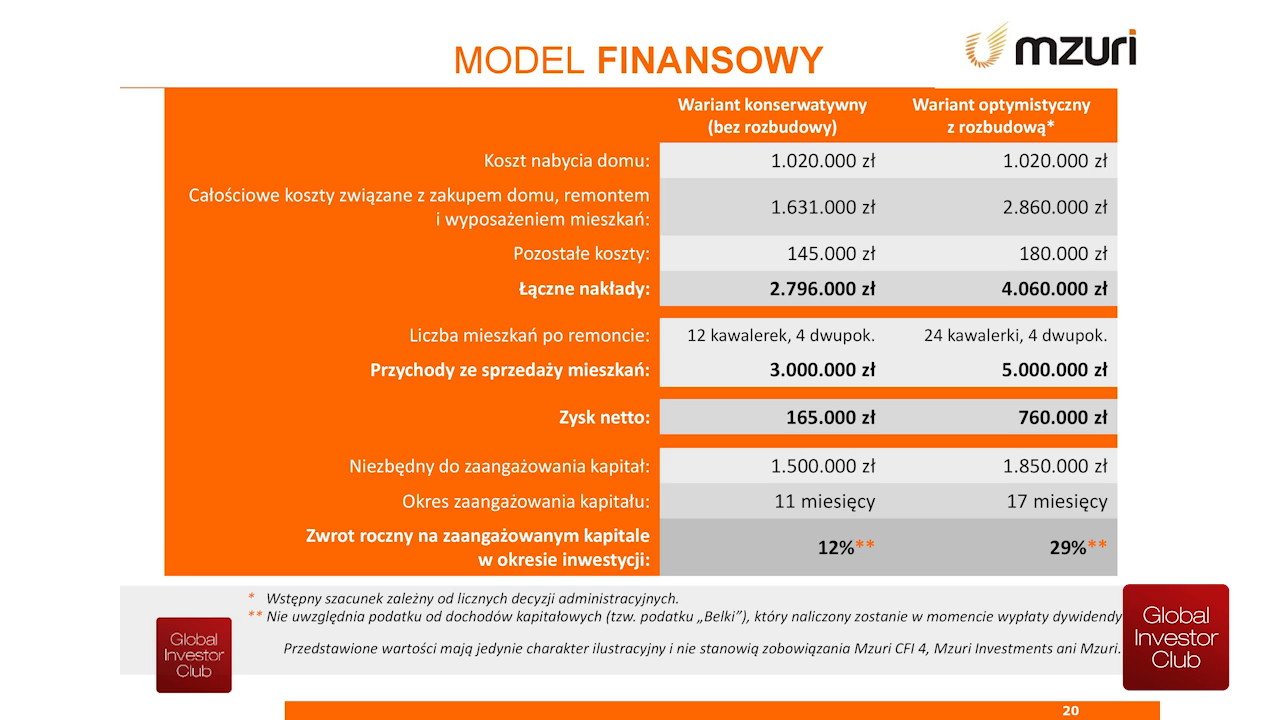 MODEL FINANSOWY
mzuri
Wariant konserwatywny
(bez rozbudowy)
Wariant optymistyczny
z rozbudową*
Koszt nabycia domu: 1.020.000 zł 1.020.000 zł
Całościowe koszty związane z zakupem domu, remontem
i wyposażeniem mieszkań: 1.631.000 zł 2.860.000 zł
Pozostałe koszty: 145.000 zł 180.000 zł
Łączne nakłady: 2.796.000 zł 4.060.000 zł
Liczba mieszkań po remoncie: 12 kawalerek, 4 dwupok. 24 kawalerki, 4 dwupok.
Przychody ze sprzedaży mieszkań: 3.000.000 zł 5.000.000 zł
Zysk netto: 165.000 zł 760.000 zł
Niezbędny do zaangażowania kapitał: 1.500.000 zł 1.850.000 zł
Okres zaangażowania kapitału: 11 miesięcy 17 miesięcy
Zwrot roczny na zaangażowanym kapitale
w okresie inwestycji: 12%** 29%**
* Wstępny szacunek zależny od licznych decyzji administracyjnych.
** Nie uwzględnia podatku od dochodów kapitałowych (tzw. podatku „Belki”), który naliczony zostanie w momencie wypłaty dywidendy
Przedstawione wartości mają jedynie charakter ilustracyjny i nie stanowią zobowiązania Mzuri CFI 4, Mzuri Investments ani Mzuri.
Global
Investor
Club
Global
Investor
Club
20